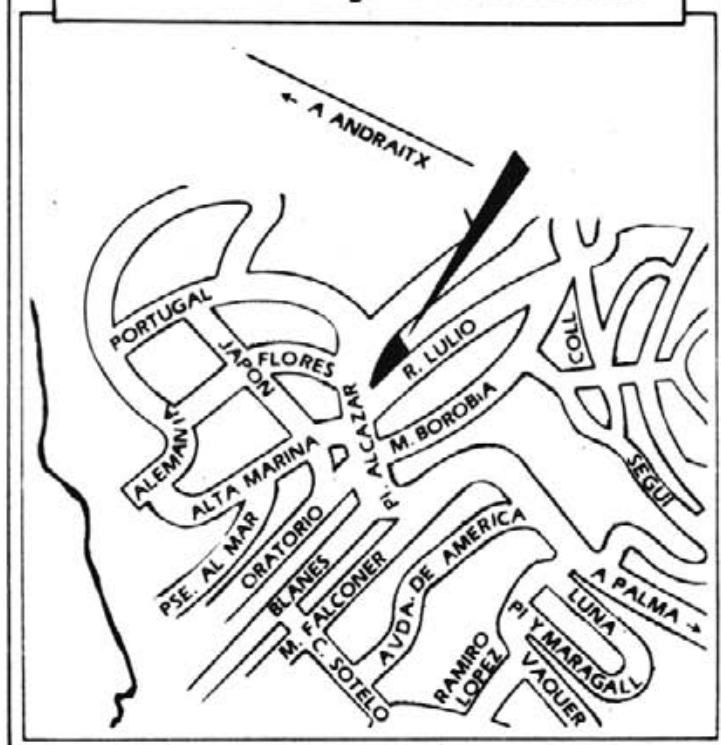 ← A ANDRAITX
PORTUGAL
JAPON
FLORES
R. LULIO
COLL
PL. ALCAZAR
M. BOROBIA
ALEMANIA
ALTA MARINA
SEGUI
PSE. AL MAR
ORATORIO
BLANES
M. FALCONER
C. SOTELO
AVDA. DE AMERICA
RAMIRO
LOPEZ
A PALMA →
LUNA
PI Y MARAGALL
VAQUER